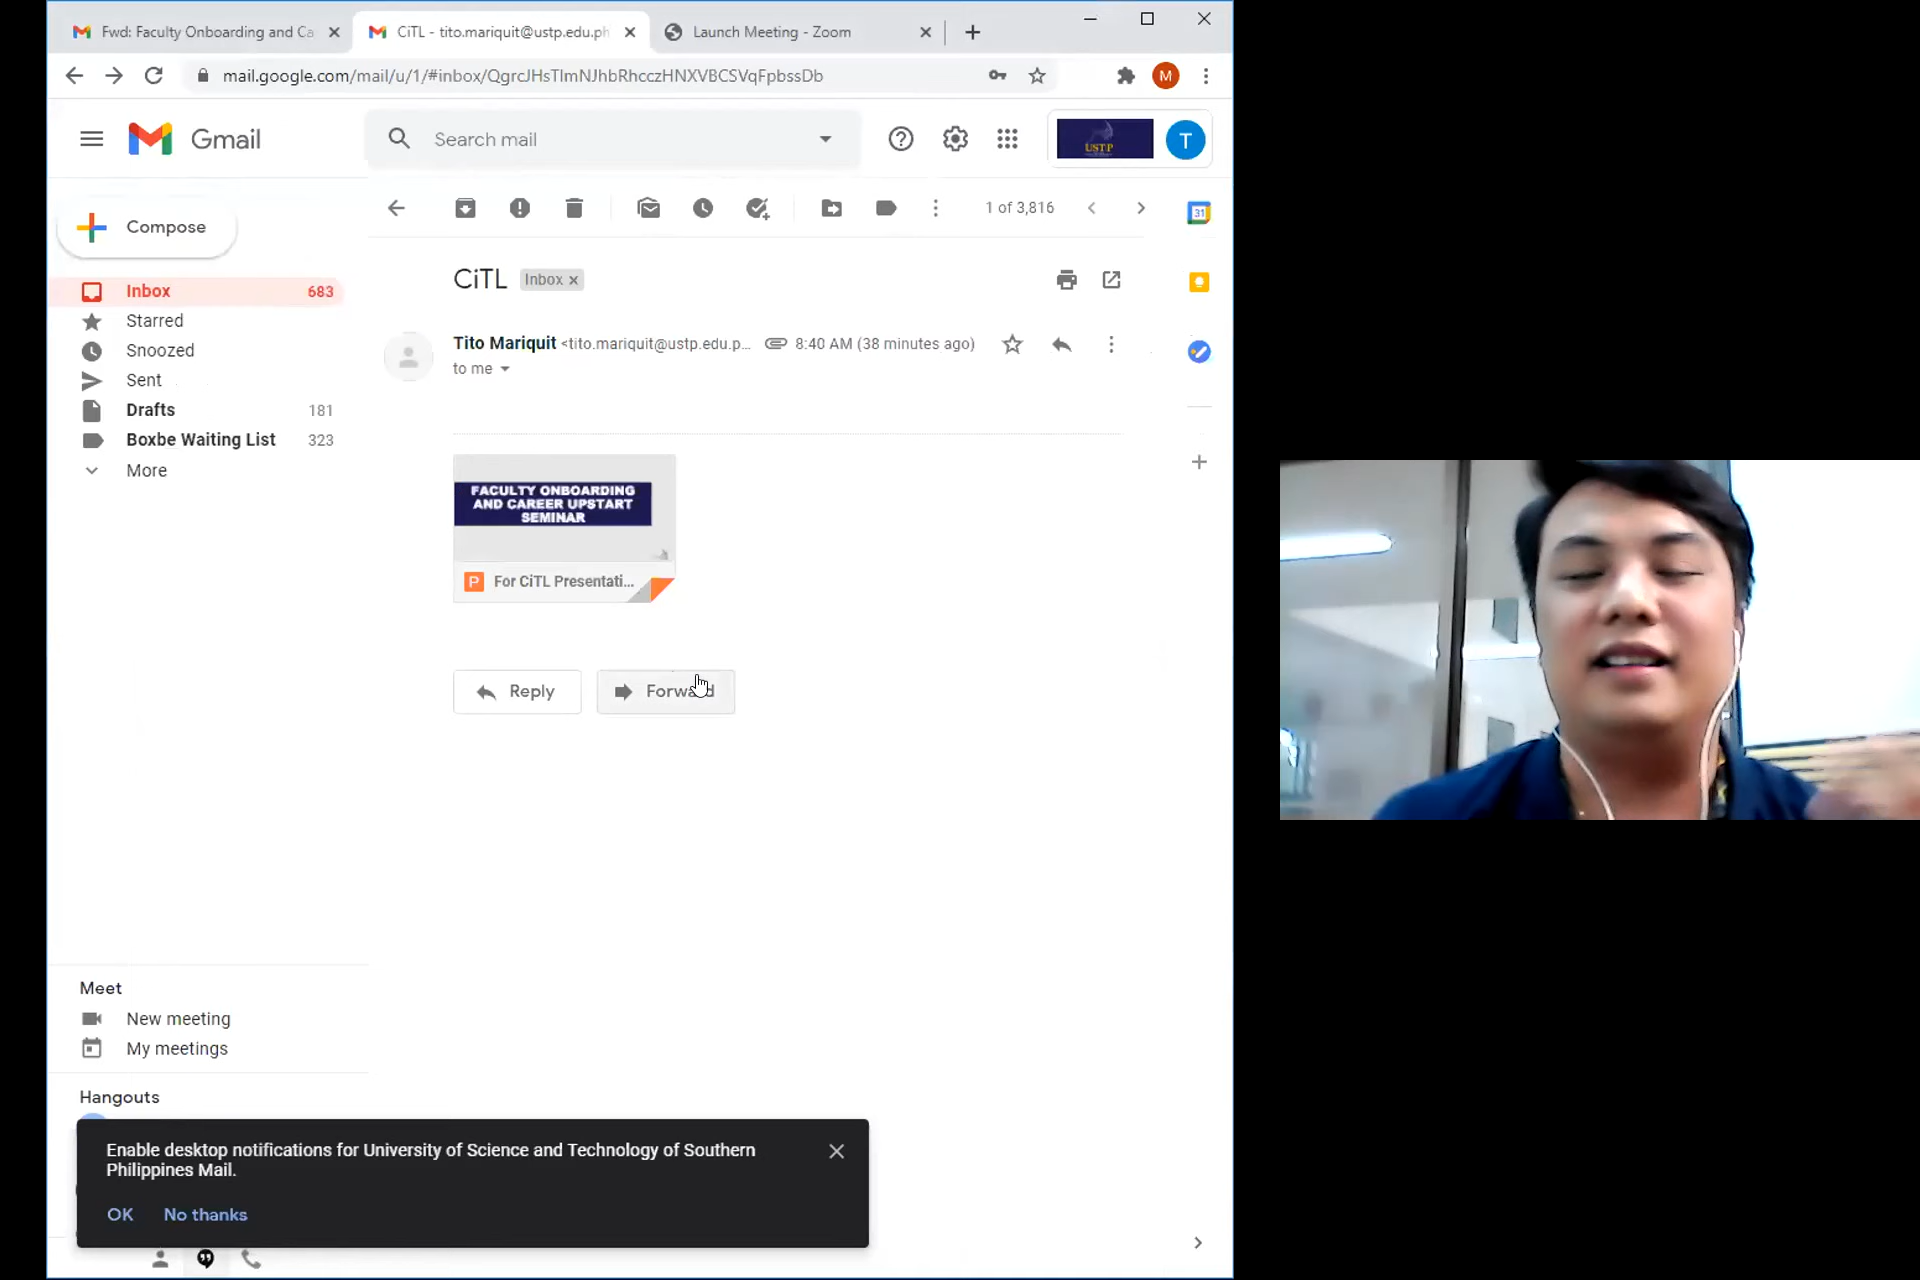 Fwd: Faculty Onboarding and Ca
CiTL - tito.mariquit@ustp.edu.ph
Launch Meeting - Zoom
mail.google.com/mail/u/1/#inbox/QgrcJHsTlmNJhbRhcczHNXVBCSVqFpbssDb
M
Gmail
Search mail
USTP
T
Compose
1 of 3,816
31
Inbox 683
Starred
Snoozed
Sent
Drafts 181
Boxbe Waiting List 323
More
CiTL Inbox x
Tito Mariquit <tito.mariquit@ustp.edu.p... 8:40 AM (38 minutes ago)
to me
FACULTY ONBOARDING
AND CAREER UPSTART
SEMINAR
P For CiTL Presentati...
Reply Forward
Meet
New meeting
My meetings
Hangouts
Enable desktop notifications for University of Science and Technology of Southern
Philippines Mail.
OK No thanks